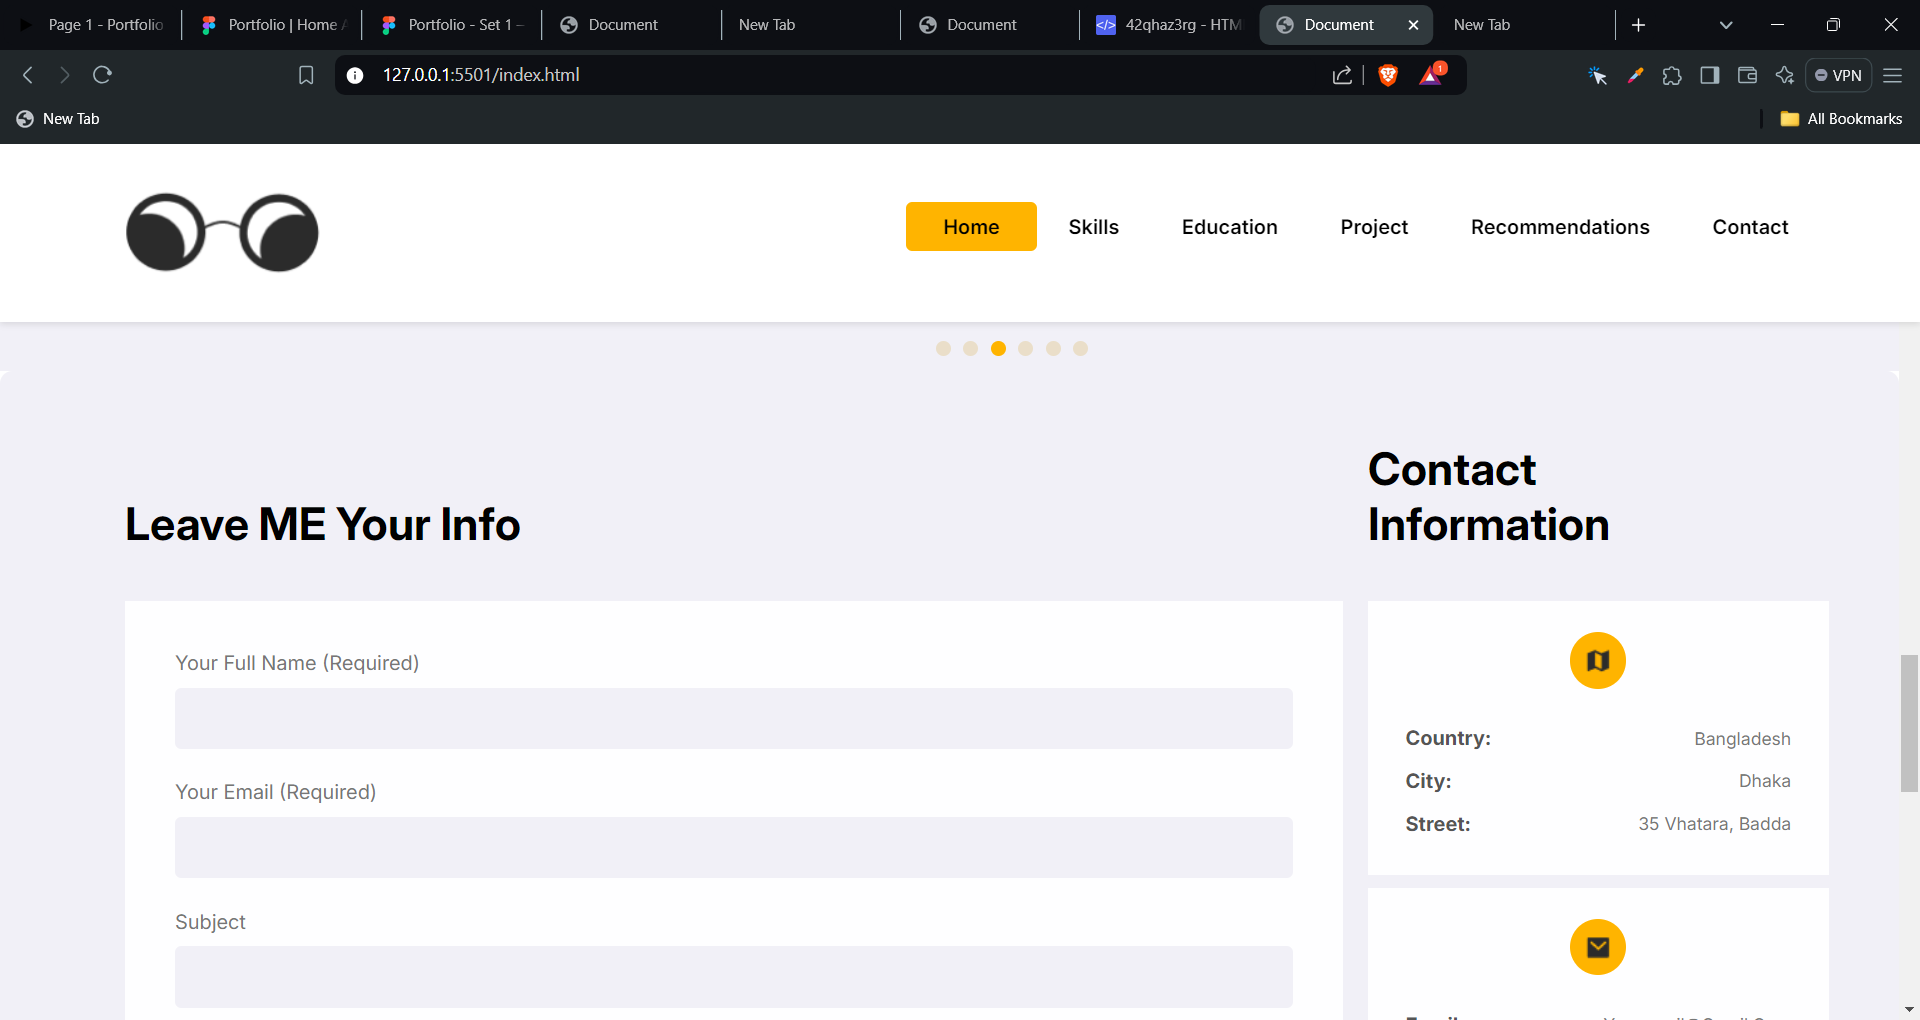 Page 1 - Portfolio
Portfolio | Home
Portfolio - Set 1 -
Document
New Tab
Document
42qhaz3rg - HTM
Document
New Tab
127.0.0.1:5501/index.html
1
VPN
New Tab
All Bookmarks
Home
Skills
Education
Project
Recommendations
Contact
Leave ME Your Info
Contact
Information
Your Full Name (Required)
Your Email (Required)
Subject
Country:
Bangladesh
City:
Dhaka
Street:
35 Vhatara, Badda